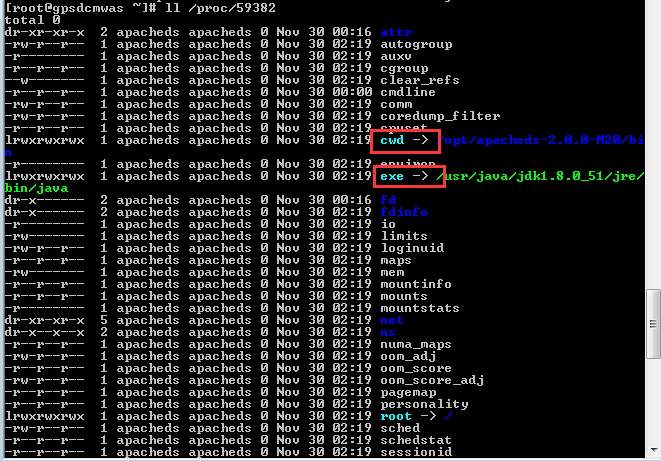 [root@gpsdcmwas ~]# ll /proc/59382
total 0
dr-xr-xr-x 2 apacheds apacheds 0 Nov 30 00:16 attr
-rw-r--r-- 1 apacheds apacheds 0 Nov 30 02:19 autogroup
-r-------- 1 apacheds apacheds 0 Nov 30 02:19 auxv
-r--r--r-- 1 apacheds apacheds 0 Nov 30 02:19 cgroup
--w------- 1 apacheds apacheds 0 Nov 30 02:19 clear_refs
-r--r--r-- 1 apacheds apacheds 0 Nov 30 00:00 cmdline
-rw-r--r-- 1 apacheds apacheds 0 Nov 30 02:19 comm
-rw-r--r-- 1 apacheds apacheds 0 Nov 30 02:19 coredump_filter
-r--r--r-- 1 apacheds apacheds 0 Nov 30 02:19 cpuset
lrwxrwxrwx 1 apacheds apacheds 0 Nov 30 02:19 cwd -> /opt/apacheds-2.0.0-M20/bi
n
-r-------- 1 apacheds apacheds 0 Nov 30 02:19 environ
lrwxrwxrwx 1 apacheds apacheds 0 Nov 30 02:19 exe -> /usr/java/jdk1.8.0_51/jre/
bin/java
dr-x------ 2 apacheds apacheds 0 Nov 30 00:16 fd
dr-x------ 2 apacheds apacheds 0 Nov 30 02:19 fdinfo
-r-------- 1 apacheds apacheds 0 Nov 30 02:19 io
-rw------- 1 apacheds apacheds 0 Nov 30 02:19 limits
-rw-r--r-- 1 apacheds apacheds 0 Nov 30 02:19 loginuid
-r--r--r-- 1 apacheds apacheds 0 Nov 30 02:19 maps
-rw------- 1 apacheds apacheds 0 Nov 30 02:19 mem
-r--r--r-- 1 apacheds apacheds 0 Nov 30 02:19 mountinfo
-r--r--r-- 1 apacheds apacheds 0 Nov 30 02:19 mounts
-r-------- 1 apacheds apacheds 0 Nov 30 02:19 mountstats
dr-xr-xr-x 5 apacheds apacheds 0 Nov 30 02:19 net
dr-x--x--x 2 apacheds apacheds 0 Nov 30 02:19 ns
-r--r--r-- 1 apacheds apacheds 0 Nov 30 02:19 numa_maps
-rw-r--r-- 1 apacheds apacheds 0 Nov 30 02:19 oom_adj
-r--r--r-- 1 apacheds apacheds 0 Nov 30 02:19 oom_score
-rw-r--r-- 1 apacheds apacheds 0 Nov 30 02:19 oom_score_adj
-r--r--r-- 1 apacheds apacheds 0 Nov 30 02:19 pagemap
-r--r--r-- 1 apacheds apacheds 0 Nov 30 02:19 personality
lrwxrwxrwx 1 apacheds apacheds 0 Nov 30 02:19 root -> /
-rw-r--r-- 1 apacheds apacheds 0 Nov 30 02:19 sched
-r--r--r-- 1 apacheds apacheds 0 Nov 30 02:19 schedstat
-r--r--r-- 1 apacheds apacheds 0 Nov 30 02:19 sessionid